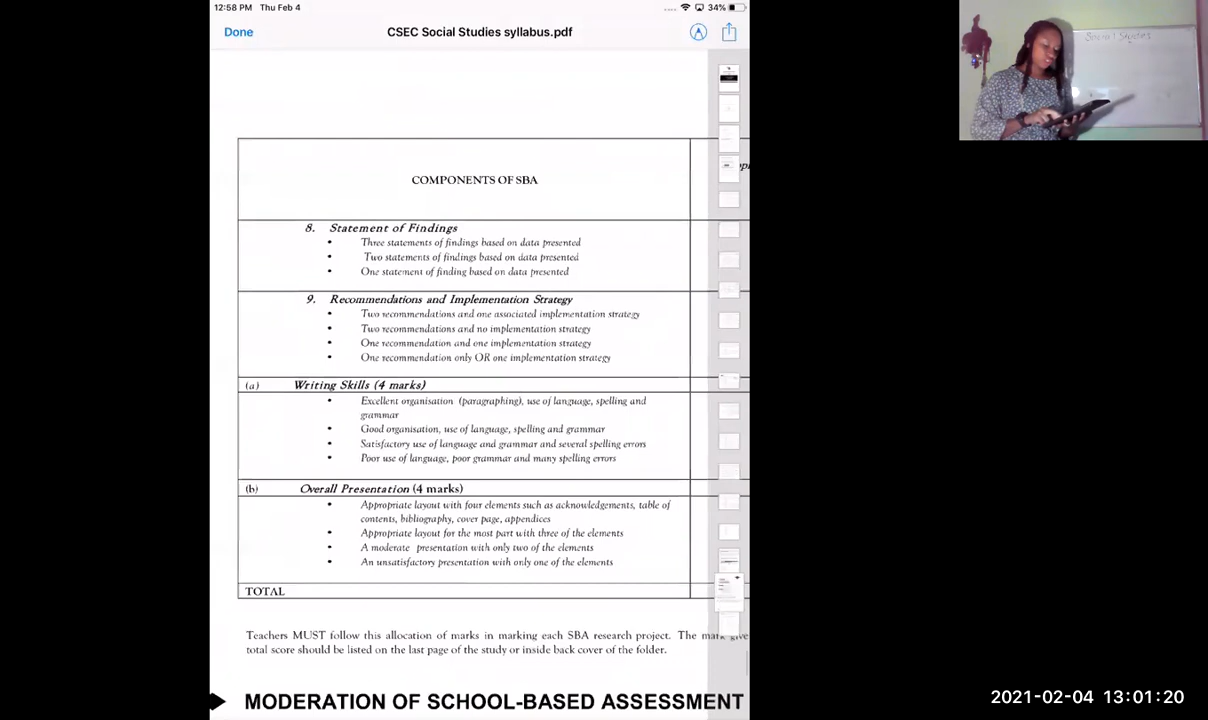 12:58 PM Thu Feb 4
34%
Done
CSEC Social Studies syllabus.pdf
Social Studies
COMPONENTS OF SBA
8. Statement of Findings
• Three statements of findings based on data presented
• Two statements of findings based on data presented
• One statement of finding based on data presented
9. Recommendations and Implementation Strategy
• Two recommendations and one associated implementation strategy
• Two recommendations and no implementation strategy
• One recommendation and one implementation strategy
• One recommendation only OR one implementation strategy
(a) Writing Skills (4 marks)
• Excellent organisation (paragraphing), use of language, spelling and
grammar
• Good organisation, use of language, spelling and grammar
• Satisfactory use of language and grammar and several spelling errors
• Poor use of language, poor grammar and many spelling errors
(b) Overall Presentation (4 marks)
• Appropriate layout with four elements such as acknowledgements, table of
contents, bibliography, cover page, appendices
• Appropriate layout for the most part with three of the elements
• A moderate presentation with only two of the elements
• An unsatisfactory presentation with only one of the elements
TOTAL
Teachers MUST follow this allocation of marks in marking each SBA research project. The mark give
total score should be listed on the last page of the study or inside back cover of the folder.
MODERATION OF SCHOOL-BASED ASSESSMENT
2021-02-04 13:01:20